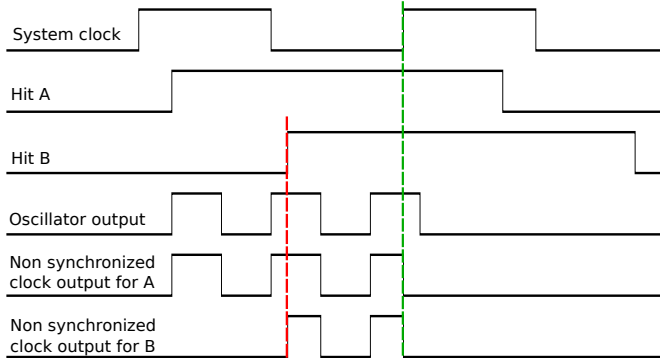 System clock
Hit A
Hit B
Oscillator output
Non synchronized
clock output for A
Non synchronized
clock output for B